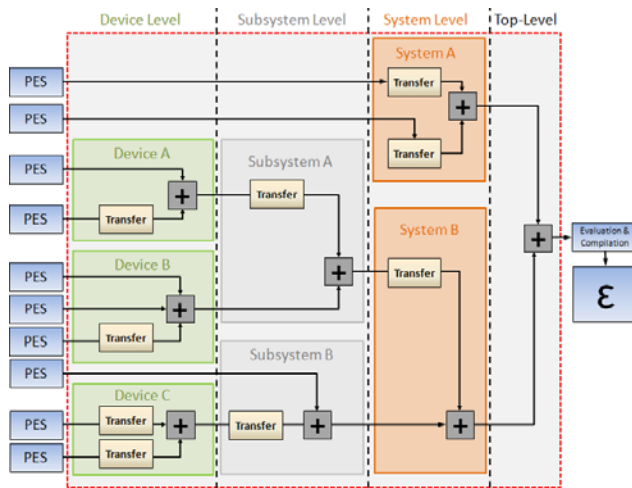 Device Level Subsystem Level System Level Top-Level
System A
PES
Transfer
+
PES
Transfer
Device A
Subsystem A
PES
+
Transfer
PES
Transfer
System B
+
Device B
PES
+
Transfer
Evaluation &
Compilation
PES
+
ε
PES
Transfer
Subsystem B
PES
Device C
PES
Transfer
+
Transfer
+
+
PES
Transfer